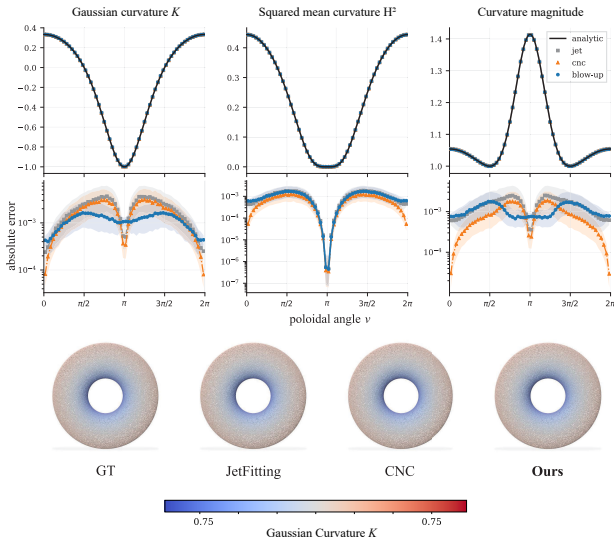 Gaussian curvature K
Squared mean curvature H²
Curvature magnitude
0.4
0.2
0.0
−0.2
−0.4
−0.6
−0.8
−1.0
0.4
0.3
0.2
0.1
0.0
1.4
1.3
1.2
1.1
1.0
analytic
jet
cnc
blow-up
absolute error
10⁻³
10⁻⁴
10⁻³
10⁻⁴
10⁻⁵
10⁻⁶
10⁻⁷
10⁻³
10⁻⁴
0 π/2 π 3π/2 2π
0 π/2 π 3π/2 2π
0 π/2 π 3π/2 2π
poloidal angle v
GT
JetFitting
CNC
Ours
0.75 0.75
Gaussian Curvature K